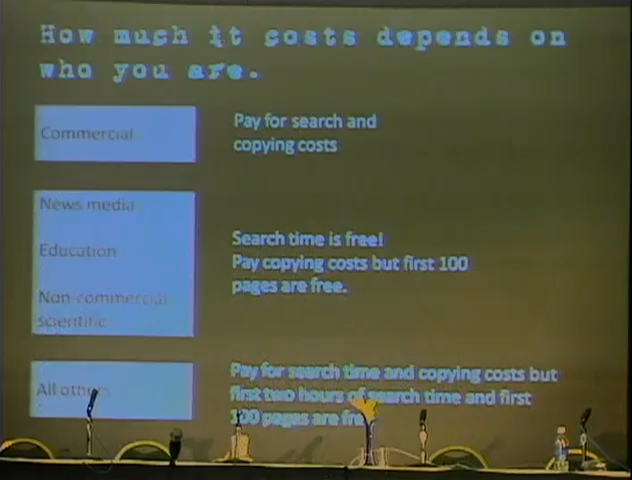 How much it costs depends on
who you are.
Commercial
Pay for search and
copying costs
News media
Education
Non-commercial
scientific
Search time is free!
Pay copying costs but first 100
pages are free.
All others
Pay for search time and copying costs but
first two hours of search time and first
100 pages are free.